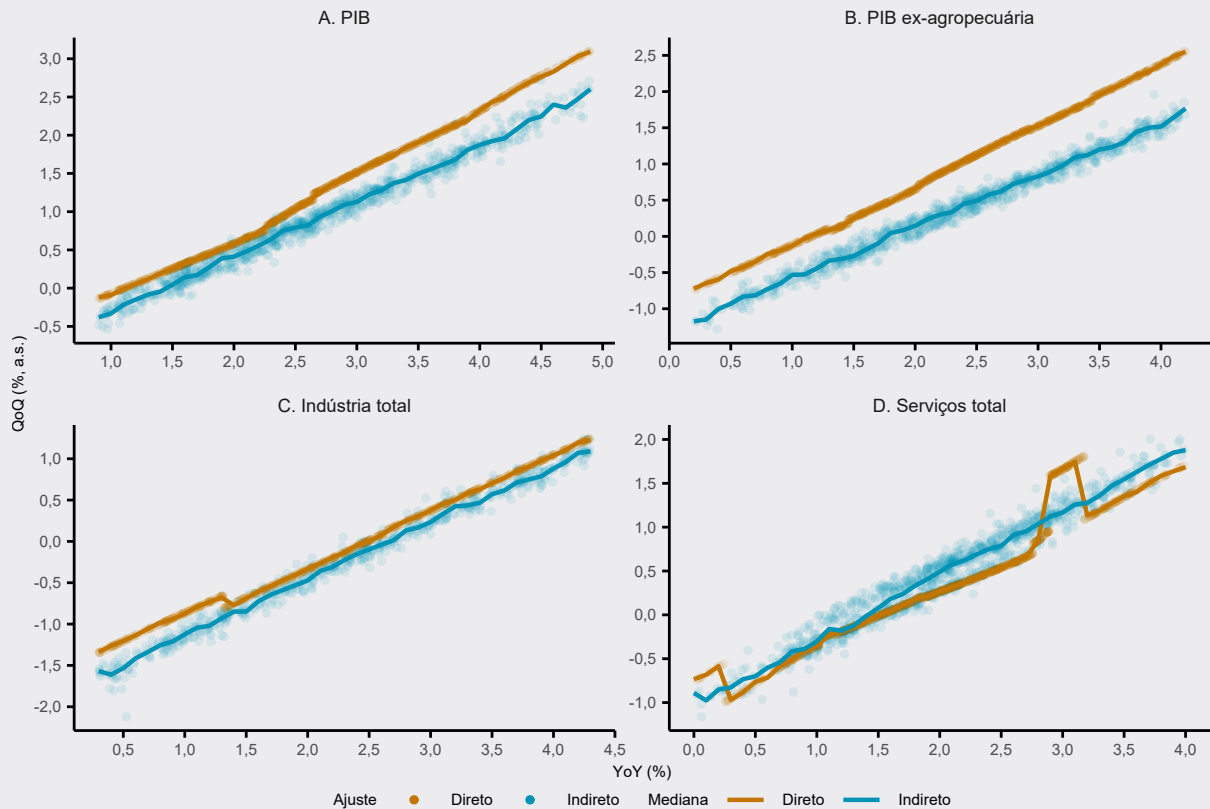 A. PIB
B. PIB ex-agropecuária
3,0
2,5
2,0
1,5
1,0
0,5
0,0
-0,5
1,0 1,5 2,0 2,5 3,0 3,5 4,0 4,5 5,0
2,5
2,0
1,5
1,0
0,5
0,0
-0,5
-1,0
0,0 0,5 1,0 1,5 2,0 2,5 3,0 3,5 4,0
QoQ (%, a.s.)
C. Indústria total
D. Serviços total
1,0
0,5
0,0
-0,5
-1,0
-1,5
-2,0
0,5 1,0 1,5 2,0 2,5 3,0 3,5 4,0 4,5
2,0
1,5
1,0
0,5
0,0
-0,5
-1,0
0,0 0,5 1,0 1,5 2,0 2,5 3,0 3,5 4,0
YoY (%)
Ajuste Direto Indireto Mediana Direto Indireto